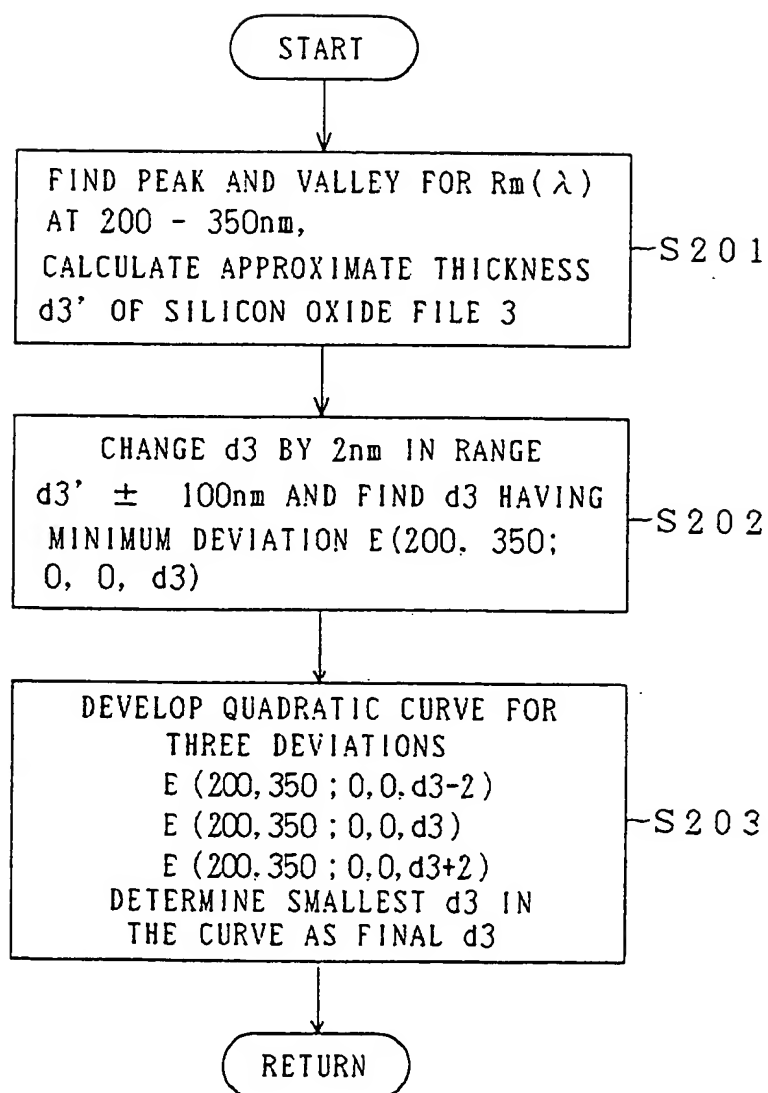 START
FIND PEAK AND VALLEY FOR Rm(λ)
AT 200 - 350nm,
CALCULATE APPROXIMATE THICKNESS
d3' OF SILICON OXIDE FILE 3
S201
CHANGE d3 BY 2nm IN RANGE
d3' ± 100nm AND FIND d3 HAVING
MINIMUM DEVIATION E(200. 350;
0, 0, d3)
S202
DEVELOP QUADRATIC CURVE FOR
THREE DEVIATIONS
E (200,350 ; 0,0,d3-2)
E (200,350 ; 0,0,d3)
E (200,350 ; 0,0,d3+2)
DETERMINE SMALLEST d3 IN
THE CURVE AS FINAL d3
S203
RETURN